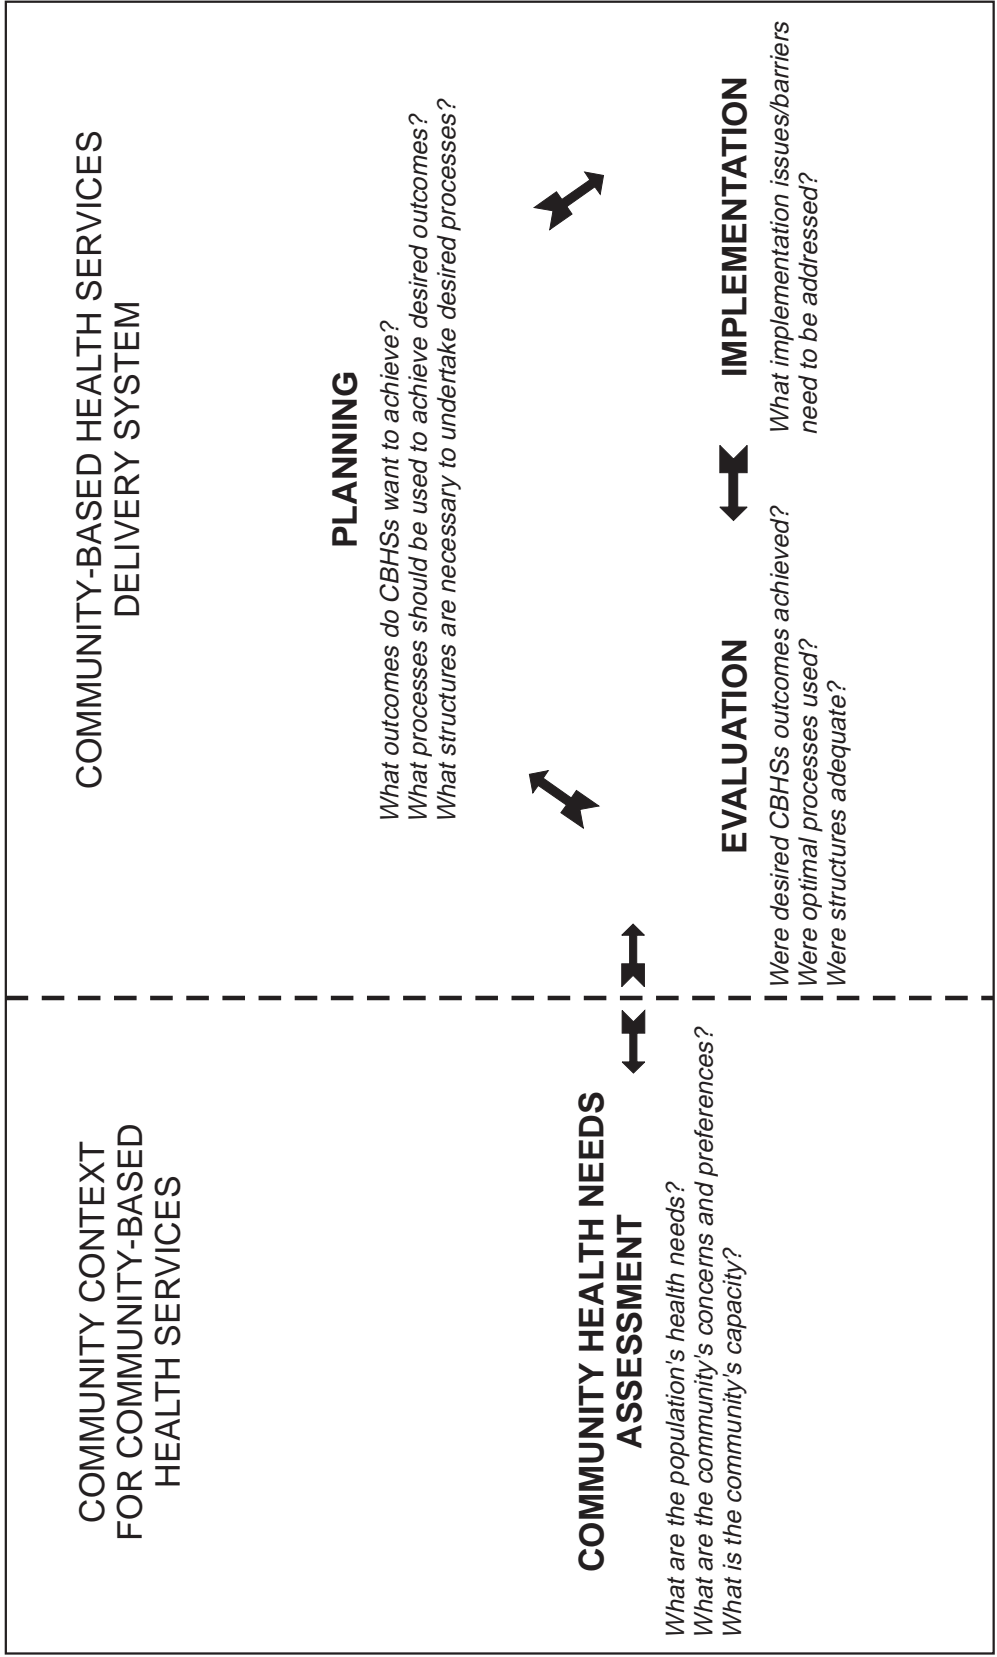 COMMUNITY CONTEXT
FOR COMMUNITY-BASED
HEALTH SERVICES
COMMUNITY HEALTH NEEDS
ASSESSMENT
What are the population's health needs?
What are the community's concerns and preferences?
What is the community's capacity?
COMMUNITY-BASED HEALTH SERVICES
DELIVERY SYSTEM
PLANNING
What outcomes do CBHSs want to achieve?
What processes should be used to achieve desired outcomes?
What structures are necessary to undertake desired processes?
EVALUATION
Were desired CBHSs outcomes achieved?
Were optimal processes used?
Were structures adequate?
IMPLEMENTATION
What implementation issues/barriers
need to be addressed?